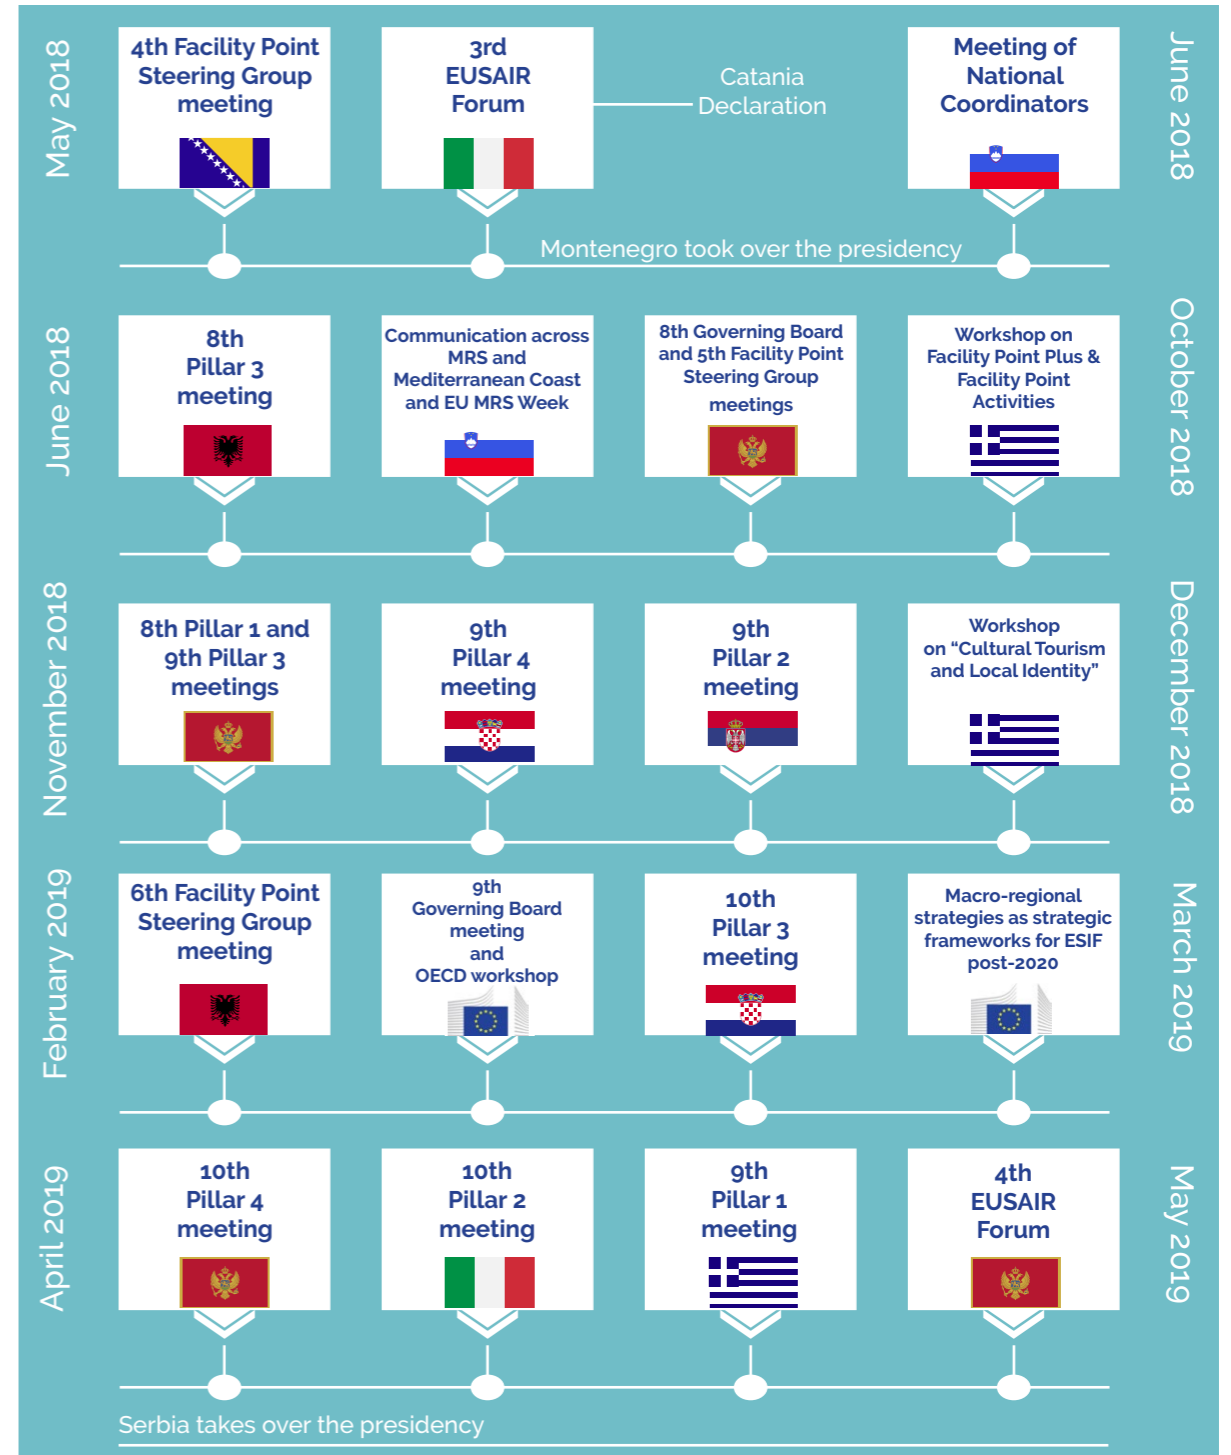 May 2018
4th Facility Point
Steering Group
meeting
3rd
EUSAIR
Forum
Catania
Declaration
Meeting of
National
Coordinators
June 2018
Montenegro took over the presidency
June 2018
8th
Pillar 3
meeting
Communication across
MRS and
Mediterranean Coast
and EU MRS Week
8th Governing Board
and 5th Facility Point
Steering Group
meetings
Workshop on
Facility Point Plus &
Facility Point
Activities
October 2018
November 2018
8th Pillar 1 and
9th Pillar 3
meetings
9th
Pillar 4
meeting
9th
Pillar 2
meeting
Workshop
on “Cultural Tourism
and Local Identity”
December 2018
February 2019
6th Facility Point
Steering Group
meeting
9th
Governing Board
meeting
and
OECD workshop
10th
Pillar 3
meeting
Macro-regional
strategies as strategic
frameworks for ESIF
post-2020
March 2019
April 2019
10th
Pillar 4
meeting
10th
Pillar 2
meeting
9th
Pillar 1
meeting
4th
EUSAIR
Forum
May 2019
Serbia takes over the presidency